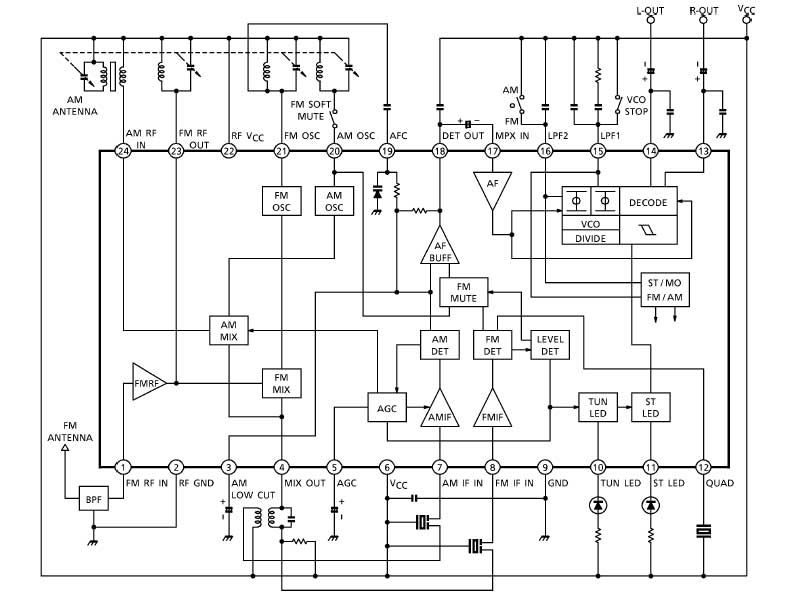 L-OUT R-OUT VCC
AM ANTENNA
FM SOFT MUTE
AM
FM
VCO STOP
+ − + +
AM RF IN
FM RF OUT
RF VCC
FM OSC
AM OSC
AFC
DET OUT
MPX IN
LPF2
LPF1
24 23 22 21 20 19 18 17 16 15 14 13
FM OSC
AM OSC
AF
DECODE
VCO
DIVIDE
AF BUFF
FM MUTE
ST / MO
FM / AM
AM MIX
AM DET
FM DET
LEVEL DET
FMRF
FM MIX
AGC
AMIF
FMIF
TUN LED
ST LED
FM ANTENNA
1 2 3 4 5 6 7 8 9 10 11 12
FM RF IN
RF GND
AM LOW CUT
MIX OUT
AGC
VCC
AM IF IN
FM IF IN
GND
TUN LED
ST LED
QUAD
BPF
+ +